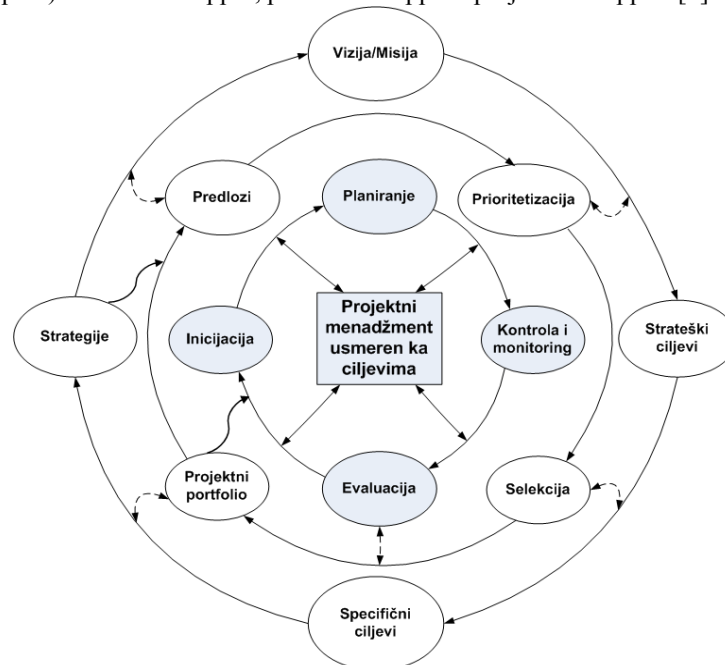 Vizija/Misija
Predlozi
Planiranje
Prioritetizacija
Strategije
Inicijacija
Projektni
menadžment
usmeren ka
ciljevima
Kontrola i
monitoring
Strateški
ciljevi
Projektni
portfolio
Evaluacija
Selekcija
Specifični
ciljevi